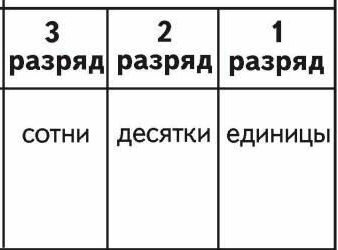 3 2 1
разряд разряд разряд
сотни десятки единицы